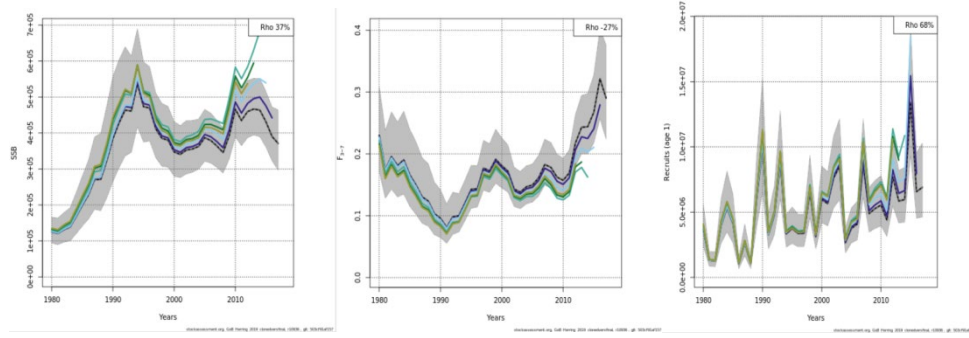 Rho 37%
SSB
7e+05
6e+05
5e+05
4e+05
3e+05
2e+05
1e+05
0e+00
1980 1990 2000 2010
Years
Rho -27%
F3−7
0.4
0.3
0.2
0.1
0.0
1980 1990 2000 2010
Years
Rho 68%
Recruits (age 1)
2.0e+07
1.5e+07
1.0e+07
5.0e+06
0.0e+00
1980 1990 2000 2010
Years